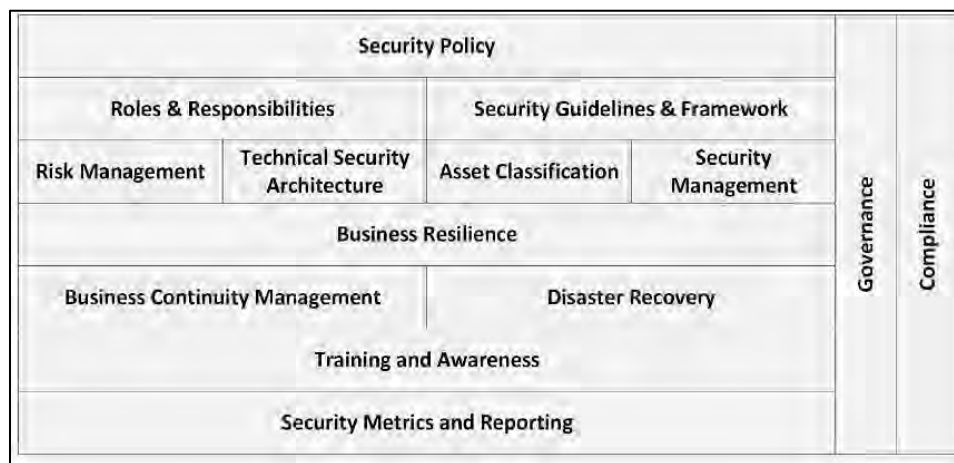 Security Policy
Roles & Responsibilities
Security Guidelines & Framework
Risk Management
Technical Security
Architecture
Asset Classification
Security
Management
Business Resilience
Business Continuity Management
Disaster Recovery
Training and Awareness
Security Metrics and Reporting
Governance
Compliance